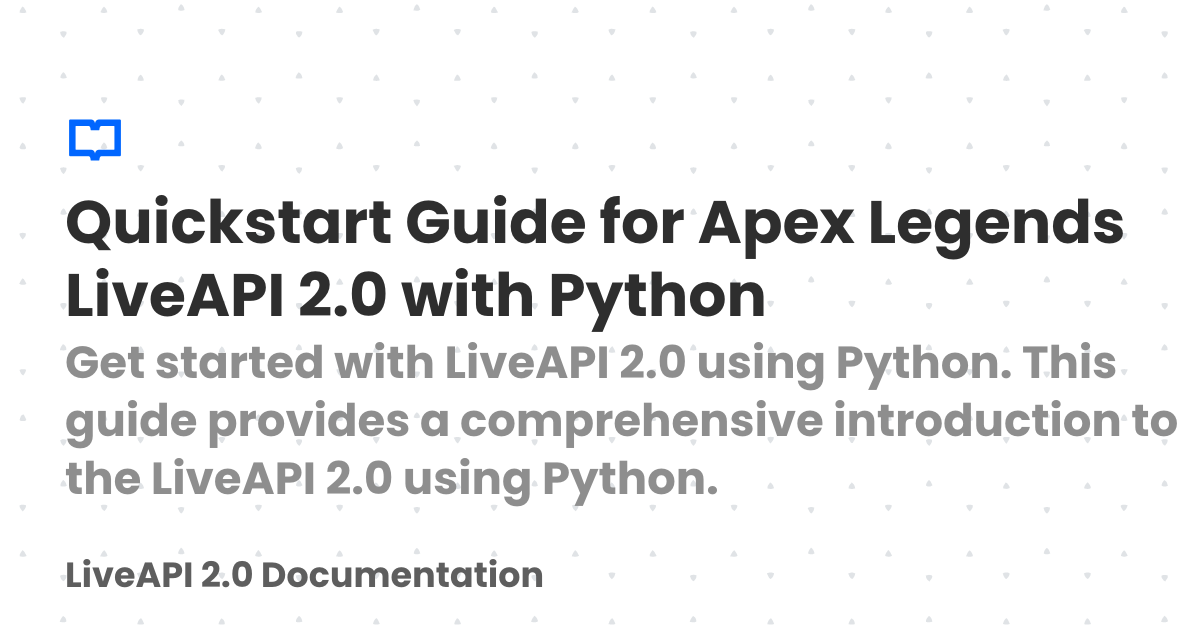 Quickstart Guide for Apex Legends
LiveAPI 2.0 with Python
Get started with LiveAPI 2.0 using Python. This
guide provides a comprehensive introduction to
the LiveAPI 2.0 using Python.
LiveAPI 2.0 Documentation